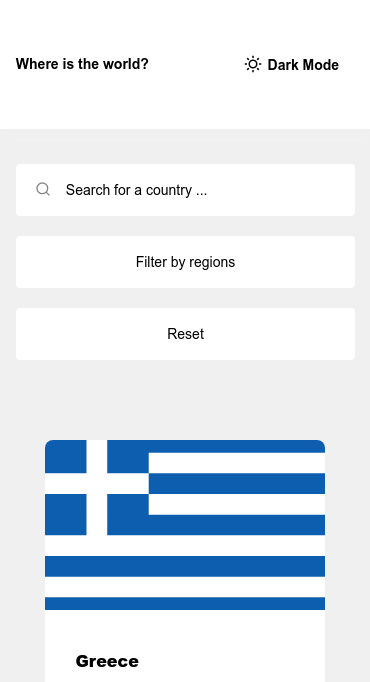 Where is the world?
Dark Mode
Search for a country ...
Filter by regions
Reset
Greece